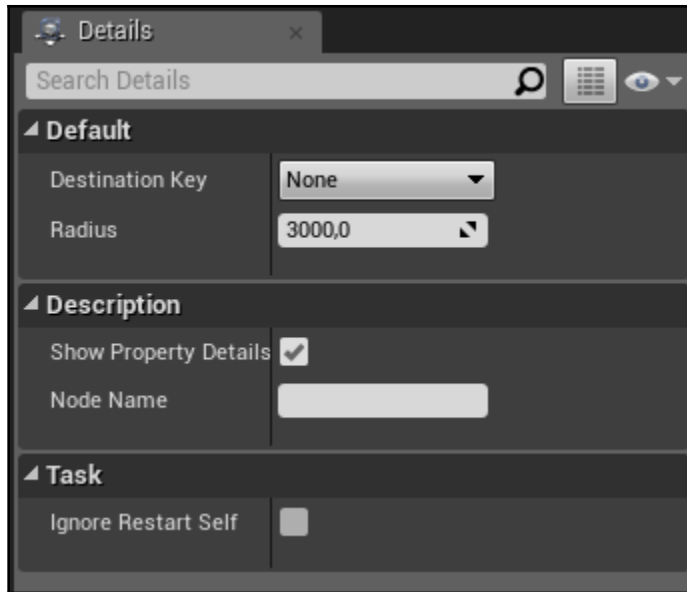 Details
Search Details
Default
Destination Key None
Radius 3000,0
Description
Show Property Details
Node Name
Task
Ignore Restart Self